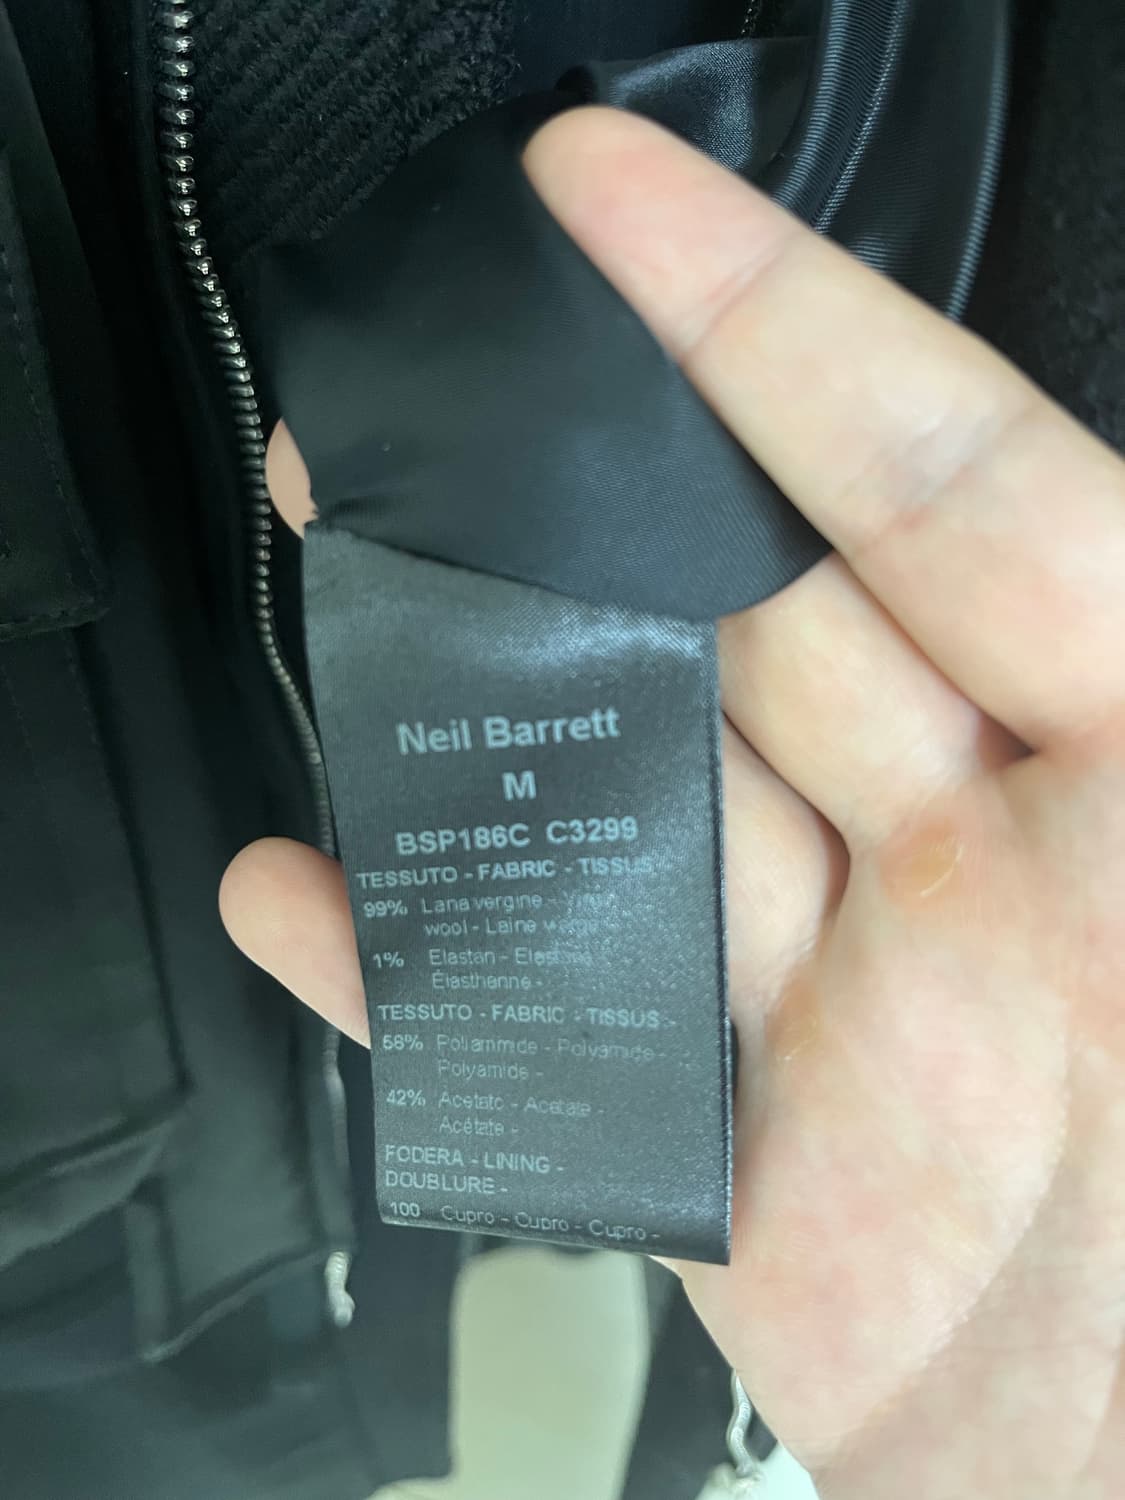 Neil Barrett
M
BSP186C C3299
TESSUTO - FABRIC - TISSUS -
99% Lana vergine -
wool - Laine
1% Elastan -
Élasthenne -
TESSUTO - FABRIC - TISSUS -
58% Poliammide - Polyamide -
Polyamide -
42% Acetato - Acetate -
Acétate -
FODERA - LINING -
DOUBLURE -
100 Cupro - Cupro - Cupro -